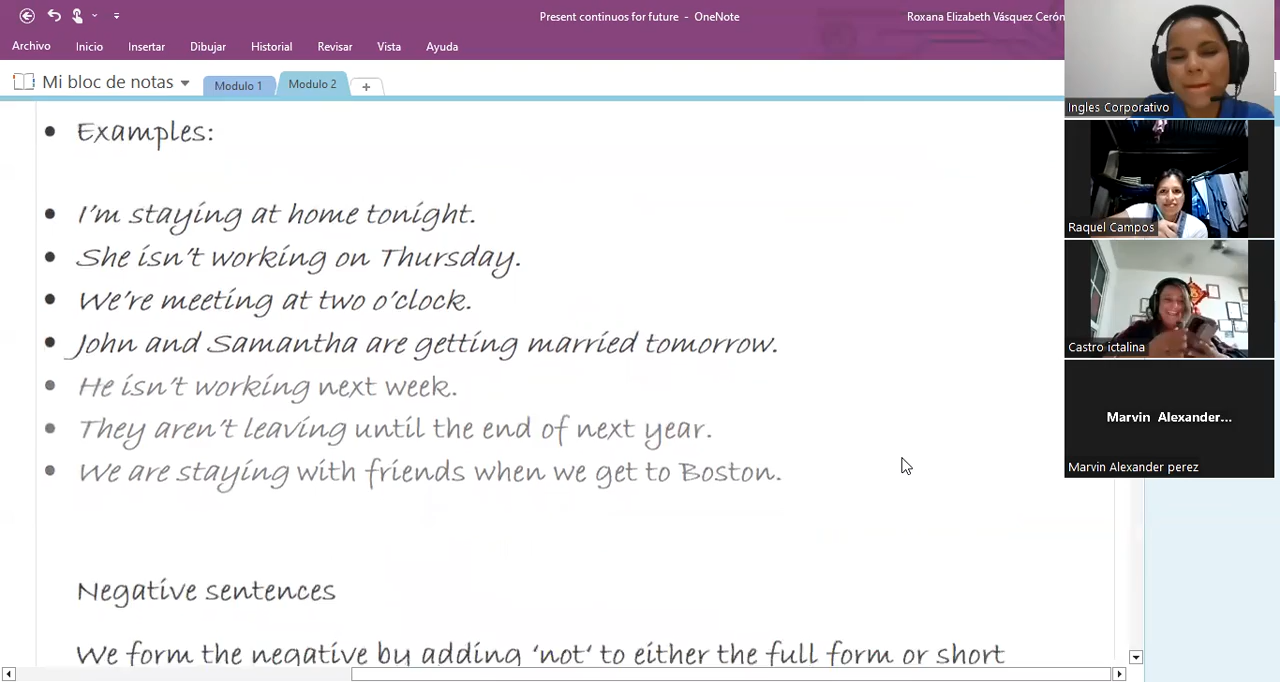 Present continuos for future - OneNote
Roxana Elizabeth Vásquez Cerón
Archivo Inicio Insertar Dibujar Historial Revisar Vista Ayuda
Mi bloc de notas Modulo 1 Modulo 2 +
• Examples:
• I'm staying at home tonight.
• She isn't working on Thursday.
• We're meeting at two o'clock.
• John and Samantha are getting married tomorrow.
• He isn't working next week.
• They aren't leaving until the end of next year.
• We are staying with friends when we get to Boston.
Negative sentences
We form the negative by adding 'not' to either the full form or short
Ingles Corporativo
Raquel Campos
Castro ictalina
Marvin Alexander...
Marvin Alexander perez